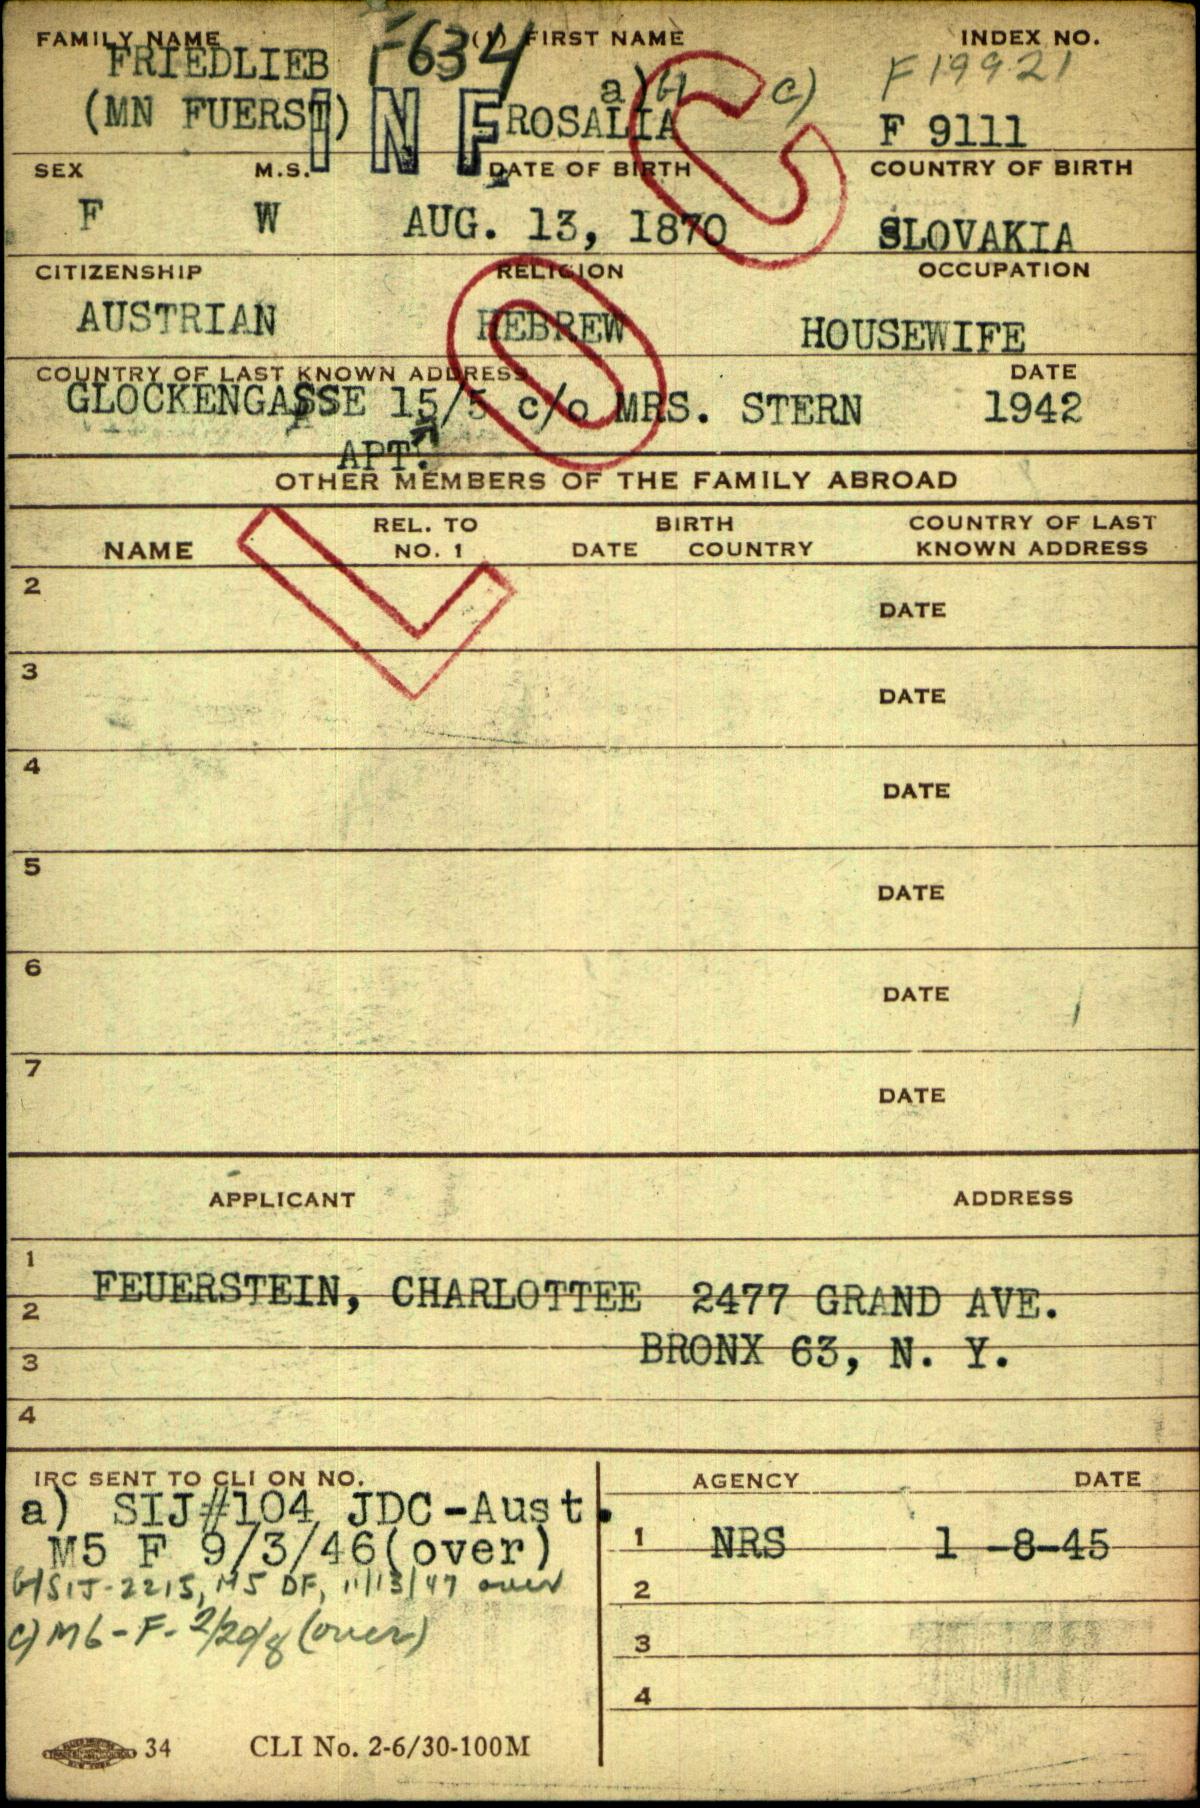 FAMILY NAME (1) FIRST NAME INDEX NO.
F634 F19921
FRIEDLIEB a) b) c)
(MN FUERST) INF ROSALIA F 9111
SEX M.S. DATE OF BIRTH COUNTRY OF BIRTH
F W AUG. 13, 1870 SLOVAKIA
CITIZENSHIP RELIGION OCCUPATION
AUSTRIAN HEBREW HOUSEWIFE
COUNTRY OF LAST KNOWN ADDRESS DATE
GLOCKENGASSE 15/5 c/o MRS. STERN 1942
APT.
LOC
OTHER MEMBERS OF THE FAMILY ABROAD
NAME REL. TO NO. 1 BIRTH DATE COUNTRY COUNTRY OF LAST KNOWN ADDRESS
2 DATE
3 DATE
4 DATE
5 DATE
6 DATE
7 DATE
APPLICANT ADDRESS
1
FEUERSTEIN, CHARLOTTEE 2477 GRAND AVE.
2
BRONX 63, N. Y.
3
4
IRC SENT TO CLI ON NO.
a) SIJ#104 JDC-Aust.
M5 F 9/3/46(over)
b) SIJ-2215, M5 DF, 11/13/47 over
c) M6-F- 2/20/8 (over)
AGENCY DATE
1 NRS 1 -8-45
2
3
4
34 CLI No. 2-6/30-100M